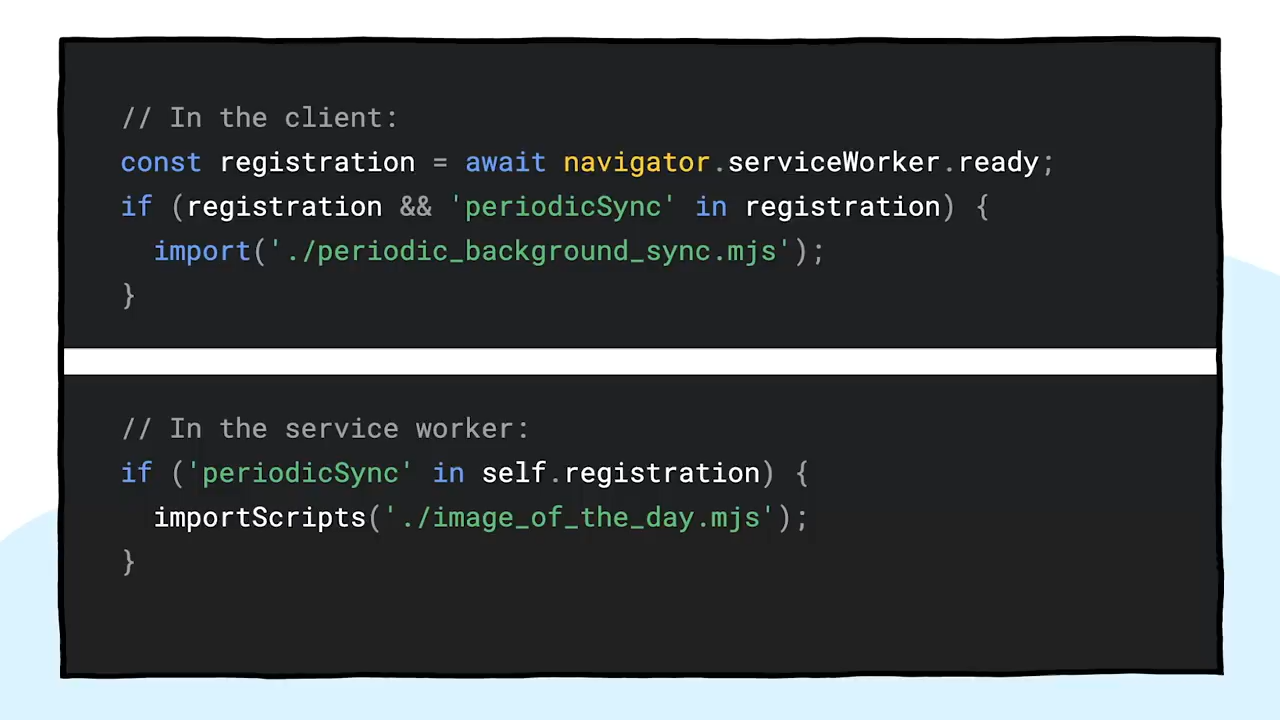 // In the client:
const registration = await navigator.serviceWorker.ready;
if (registration && 'periodicSync' in registration) {
  import('./periodic_background_sync.mjs');
}
// In the service worker:
if ('periodicSync' in self.registration) {
  importScripts('./image_of_the_day.mjs');
}